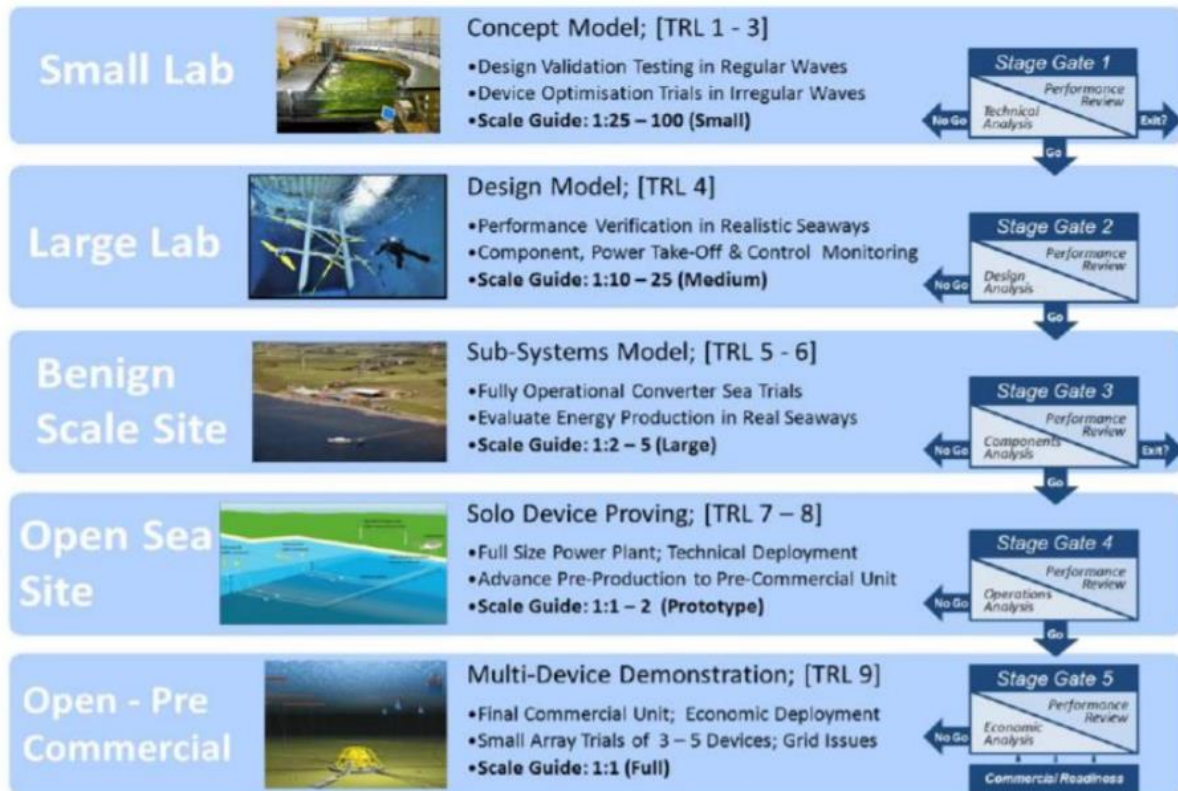 Small Lab
Concept Model; [TRL 1 - 3]
•Design Validation Testing in Regular Waves
•Device Optimisation Trials in Irregular Waves
•Scale Guide: 1:25 – 100 (Small)
Stage Gate 1
Performance
Review
Technical
Analysis
No Go
Exit?
Go
Large Lab
Design Model; [TRL 4]
•Performance Verification in Realistic Seaways
•Component, Power Take-Off & Control Monitoring
•Scale Guide: 1:10 – 25 (Medium)
Stage Gate 2
Performance
Review
Design
Analysis
No Go
Go
Benign
Scale Site
Sub-Systems Model; [TRL 5 - 6]
•Fully Operational Converter Sea Trials
•Evaluate Energy Production in Real Seaways
•Scale Guide: 1:2 – 5 (Large)
Stage Gate 3
Performance
Review
Components
Analysis
No Go
Exit?
Go
Open Sea
Site
Solo Device Proving; [TRL 7 – 8]
•Full Size Power Plant; Technical Deployment
•Advance Pre-Production to Pre-Commercial Unit
•Scale Guide: 1:1 – 2 (Prototype)
Stage Gate 4
Performance
Review
Operations
Analysis
No Go
Go
Open - Pre
Commercial
Multi-Device Demonstration; [TRL 9]
•Final Commercial Unit; Economic Deployment
•Small Array Trials of 3 – 5 Devices; Grid Issues
•Scale Guide: 1:1 (Full)
Stage Gate 5
Performance
Review
Economic
Analysis
No Go
Commercial Readiness